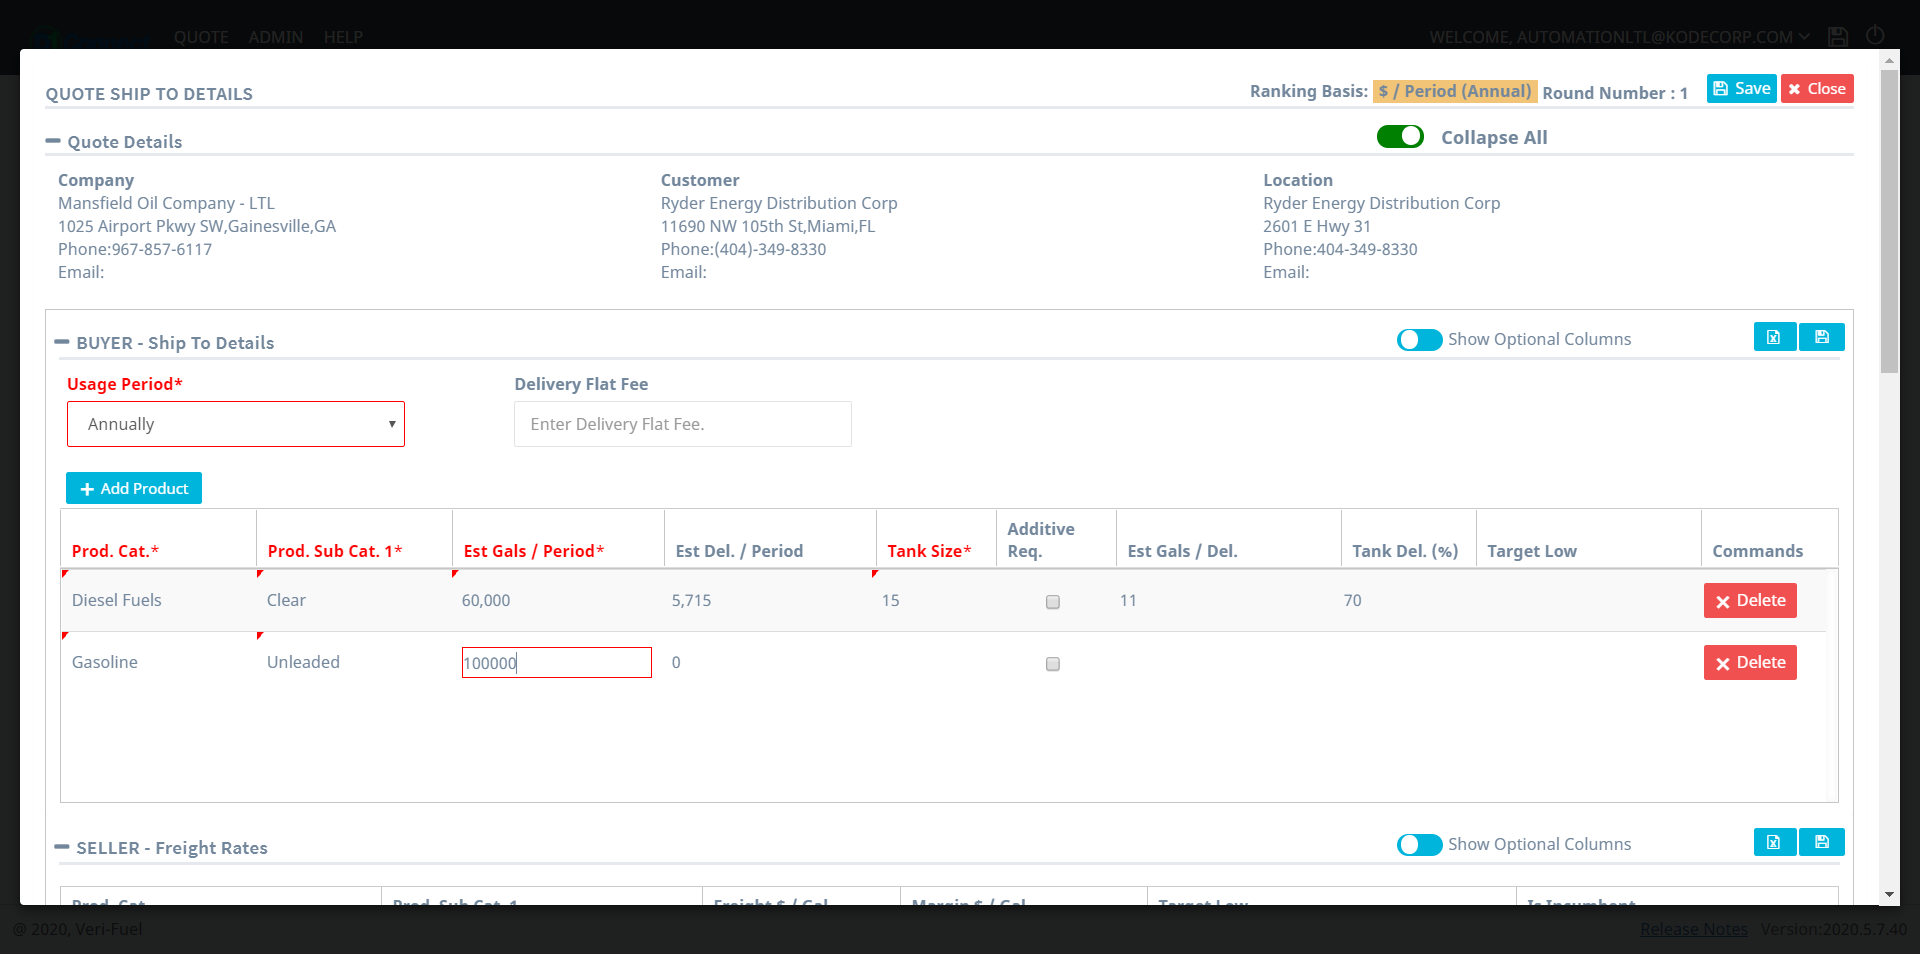 QUOTE ADMIN HELP
WELCOME, AUTOMATIONLTL@KODECORP.COM
QUOTE SHIP TO DETAILS
Ranking Basis: $ / Period (Annual) Round Number : 1
Save
Close
Quote Details
Collapse All
Company
Mansfield Oil Company - LTL
1025 Airport Pkwy SW,Gainesville,GA
Phone:967-857-6117
Email:
Customer
Ryder Energy Distribution Corp
11690 NW 105th St,Miami,FL
Phone:(404)-349-8330
Email:
Location
Ryder Energy Distribution Corp
2601 E Hwy 31
Phone:404-349-8330
Email:
BUYER - Ship To Details
Show Optional Columns
Usage Period*
Annually
Delivery Flat Fee
Enter Delivery Flat Fee.
Add Product
Prod. Cat.* Prod. Sub Cat. 1* Est Gals / Period* Est Del. / Period Tank Size* Additive Req. Est Gals / Del. Tank Del. (%) Target Low Commands
Diesel Fuels Clear 60,000 5,715 15 11 70 Delete
Gasoline Unleaded 100000 0 Delete
SELLER - Freight Rates
Show Optional Columns
Prod. Cat. Prod. Sub Cat. 1 Freight $ / Gal Margin $ / Gal Target Low Is Incumbent
@ 2020, Veri-Fuel
Release Notes Version:2020.5.7.40